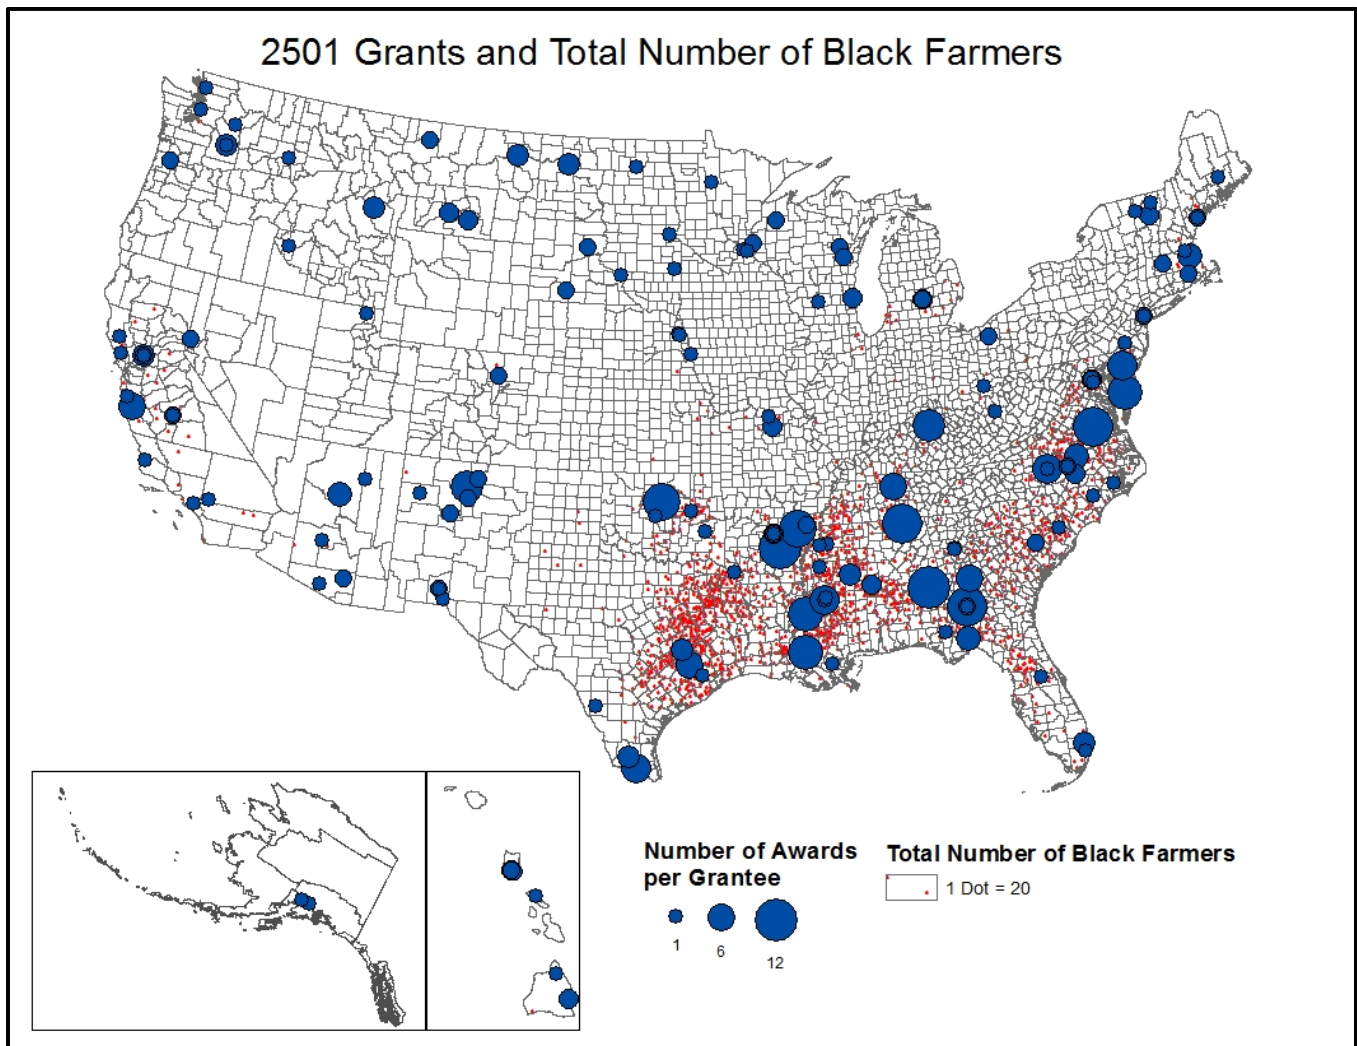 2501 Grants and Total Number of Black Farmers
Number of Awards
per Grantee
1
6
12
Total Number of Black Farmers
1 Dot = 20